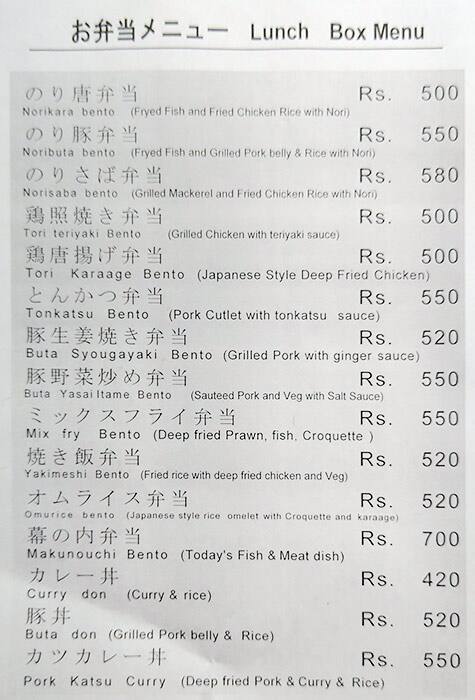 お弁当メニュー Lunch Box Menu
のり唐弁当 Rs. 500
Norikara bento (Fryed Fish and Fried Chicken Rice with Nori)
のり豚弁当 Rs. 550
Noributa bento (Fryed Fish and Grilled Pork belly & Rice with Nori)
のりさば弁当 Rs. 580
Norisaba bento (Grilled Mackerel and Fried Chicken Rice with Nori)
鶏照焼き弁当 Rs. 500
Tori teriyaki Bento (Grilled Chicken with teriyaki sauce)
鶏唐揚げ弁当 Rs. 500
Tori Karaage Bento (Japanese Style Deep Fried Chicken)
とんかつ弁当 Rs. 550
Tonkatsu Bento (Pork Cutlet with tonkatsu sauce)
豚生姜焼き弁当 Rs. 520
Buta Syougayaki Bento (Grilled Pork with ginger sauce)
豚野菜炒め弁当 Rs. 550
Buta Yasai Itame Bento (Sauteed Pork and Veg with Salt Sauce)
ミックスフライ弁当 Rs. 550
Mix fry Bento (Deep fried Prawn, fish, Croquette )
焼き飯弁当 Rs. 520
Yakimeshi Bento (Fried rice with deep fried chicken and Veg)
オムライス弁当 Rs. 520
Omurice bento (Japanese style rice omelet with Croquette and karaage)
幕の内弁当 Rs. 700
Makunouchi Bento (Today's Fish & Meat dish)
カレー丼 Rs. 420
Curry don (Curry & rice)
豚丼 Rs. 520
Buta don (Grilled Pork belly & Rice)
カツカレー丼 Rs. 550
Pork Katsu Curry (Deep fried Pork & Curry & Rice)